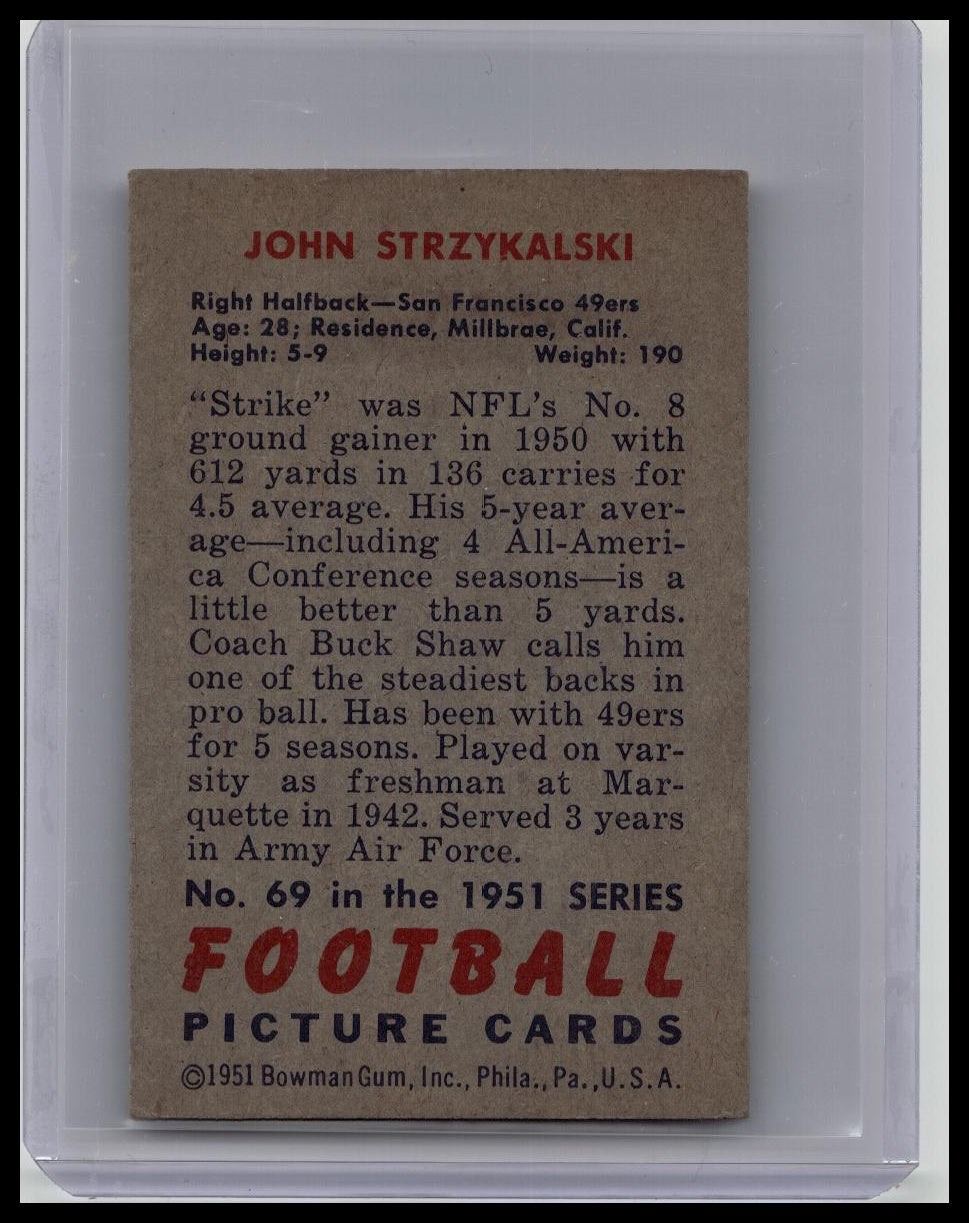 JOHN STRZYKALSKI
Right Halfback—San Francisco 49ers
Age: 28; Residence, Millbrae, Calif.
Height: 5-9 Weight: 190
“Strike” was NFL’s No. 8
ground gainer in 1950 with
612 yards in 136 carries for
4.5 average. His 5-year aver-
age—including 4 All-Ameri-
ca Conference seasons—is a
little better than 5 yards.
Coach Buck Shaw calls him
one of the steadiest backs in
pro ball. Has been with 49ers
for 5 seasons. Played on var-
sity as freshman at Mar-
quette in 1942. Served 3 years
in Army Air Force.
No. 69 in the 1951 SERIES
FOOTBALL
PICTURE CARDS
©1951 Bowman Gum, Inc., Phila., Pa., U.S.A.